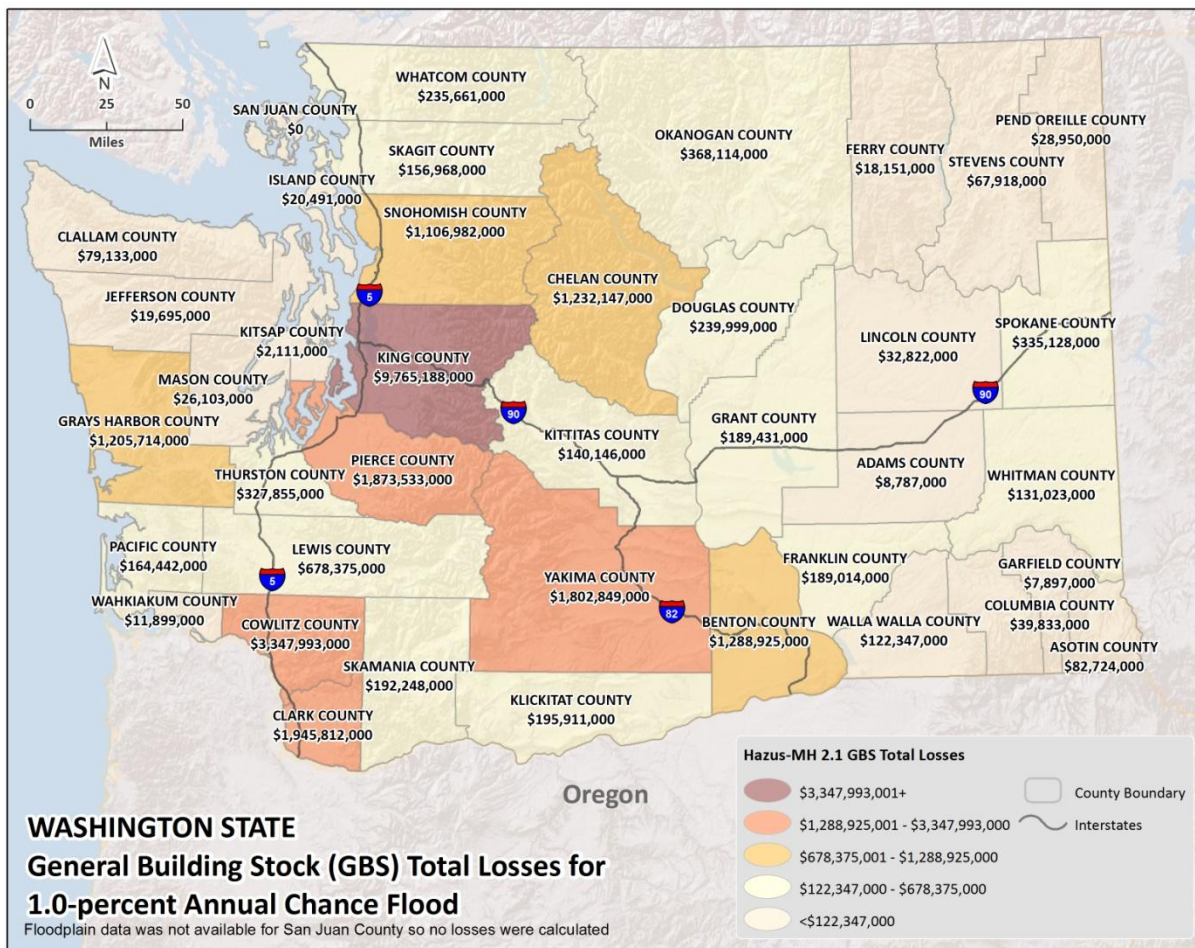 N
0 25 50
Miles
WHATCOM COUNTY
$235,661,000
SAN JUAN COUNTY
$0
SKAGIT COUNTY
$156,968,000
ISLAND COUNTY
$20,491,000
OKANOGAN COUNTY
$368,114,000
FERRY COUNTY
$18,151,000
PEND OREILLE COUNTY
$28,950,000
STEVENS COUNTY
$67,918,000
SNOHOMISH COUNTY
$1,106,982,000
CLALLAM COUNTY
$79,133,000
CHELAN COUNTY
$1,232,147,000
JEFFERSON COUNTY
$19,695,000
5
DOUGLAS COUNTY
$239,999,000
KITSAP COUNTY
$2,111,000
LINCOLN COUNTY
$32,822,000
SPOKANE COUNTY
$335,128,000
KING COUNTY
$9,765,188,000
MASON COUNTY
$26,103,000
90
90
GRAYS HARBOR COUNTY
$1,205,714,000
GRANT COUNTY
$189,431,000
KITTITAS COUNTY
$140,146,000
PIERCE COUNTY
$1,873,533,000
ADAMS COUNTY
$8,787,000
THURSTON COUNTY
$327,855,000
WHITMAN COUNTY
$131,023,000
PACIFIC COUNTY
$164,442,000
LEWIS COUNTY
$678,375,000
5
YAKIMA COUNTY
$1,802,849,000
82
FRANKLIN COUNTY
$189,014,000
GARFIELD COUNTY
$7,897,000
WAHKIAKUM COUNTY
$11,899,000
COWLITZ COUNTY
$3,347,993,000
BENTON COUNTY
$1,288,925,000
WALLA WALLA COUNTY
$122,347,000
COLUMBIA COUNTY
$39,833,000
ASOTIN COUNTY
$82,724,000
SKAMANIA COUNTY
$192,248,000
KLICKITAT COUNTY
$195,911,000
CLARK COUNTY
$1,945,812,000
Oregon
Hazus-MH 2.1 GBS Total Losses
$3,347,993,001+
$1,288,925,001 - $3,347,993,000
$678,375,001 - $1,288,925,000
$122,347,000 - $678,375,000
<$122,347,000
County Boundary
Interstates
WASHINGTON STATE
General Building Stock (GBS) Total Losses for
1.0-percent Annual Chance Flood
Floodplain data was not available for San Juan County so no losses were calculated